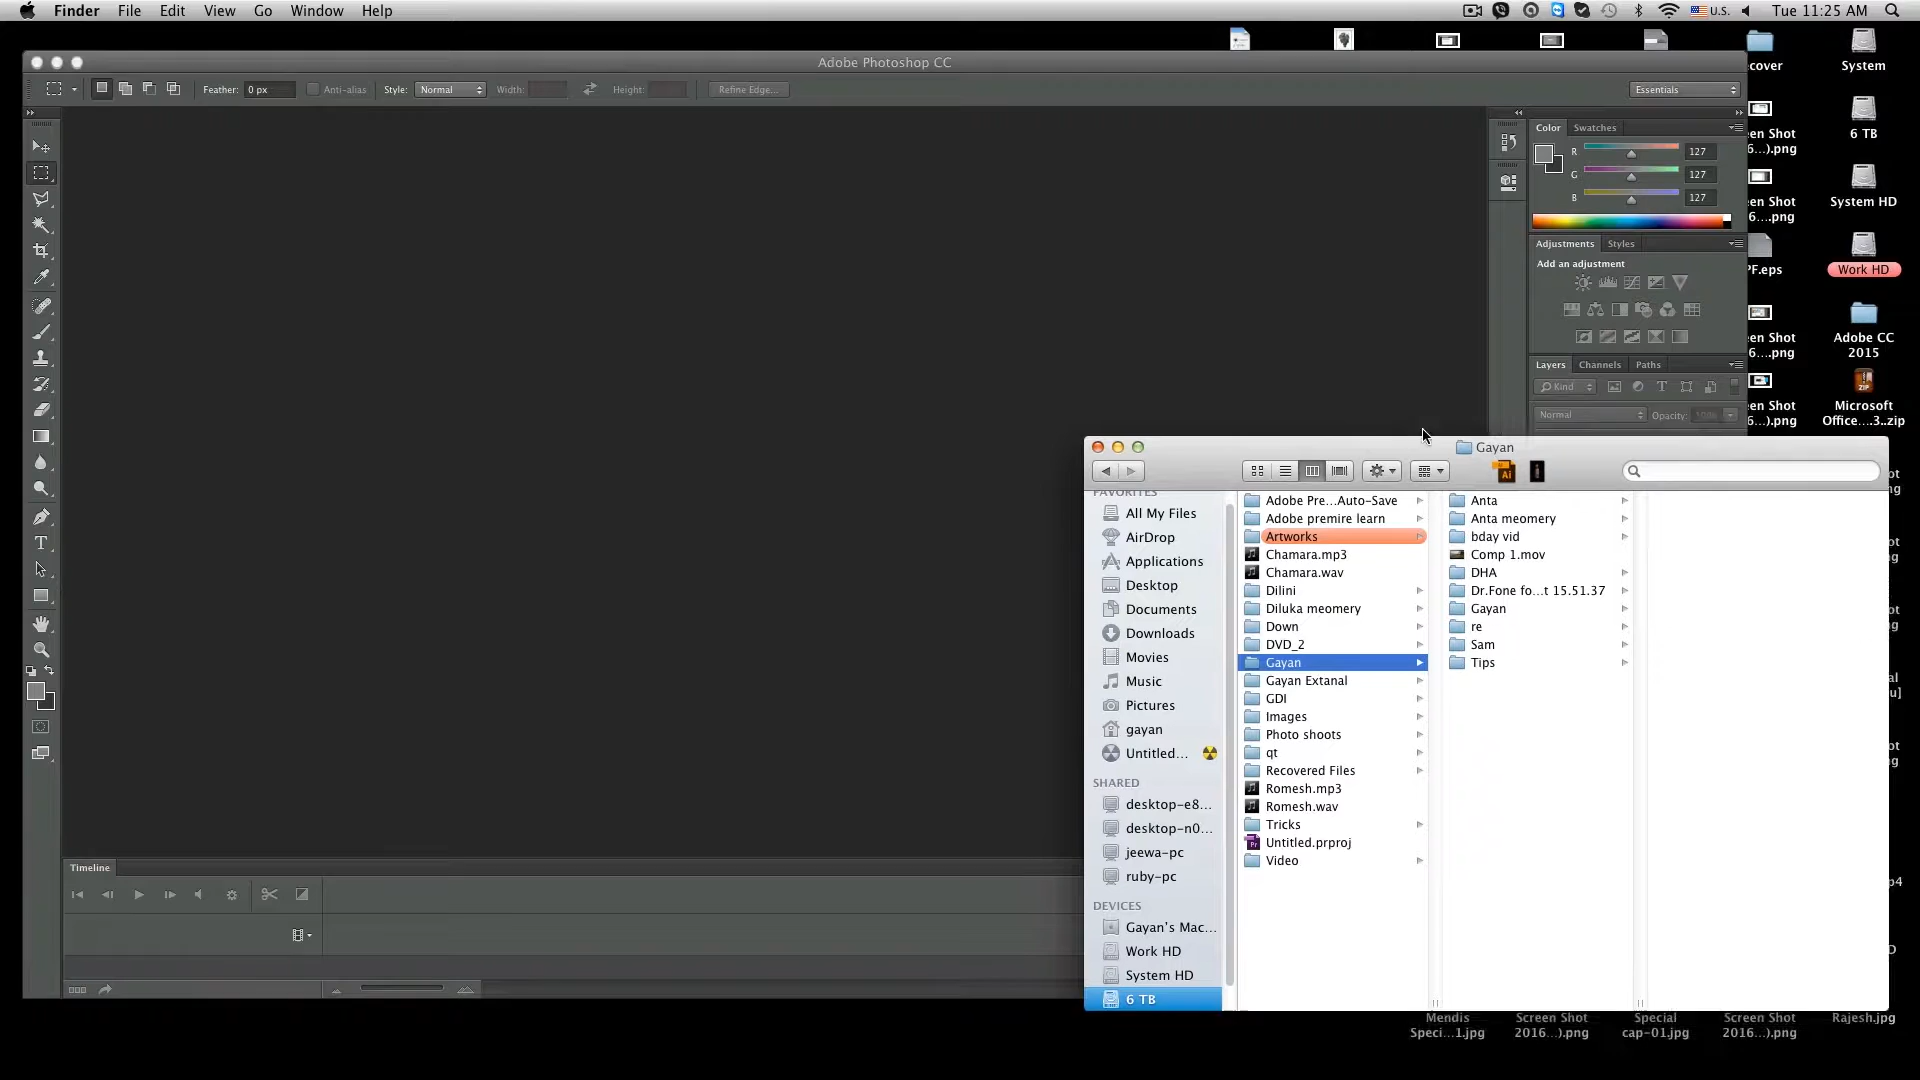 Finder File Edit View Go Window Help
U.S. Tue 11:25 AM
Adobe Photoshop CC
Feather: 0 px Anti-alias Style: Normal Width: Height: Refine Edge... Essentials
Color Swatches
R 127
G 127
B 127
Adjustments Styles
Add an adjustment
Layers Channels Paths
Kind
Normal Opacity:
cover
System
en Shot
6...).png
6 TB
en Shot
6....png
System HD
PF.eps
Work HD
en Shot
...).png
Adobe CC
2015
en Shot
6...).png
Microsoft
Office....3..zip
Gayan
FAVORITES
All My Files
AirDrop
Applications
Desktop
Documents
Downloads
Movies
Music
Pictures
gayan
Untitled...
SHARED
desktop-e8...
desktop-n0...
jeewa-pc
ruby-pc
DEVICES
Gayan's Mac...
Work HD
System HD
6 TB
Adobe Pre...Auto-Save
Adobe premire learn
Artworks
Chamara.mp3
Chamara.wav
Dilini
Diluka meomery
Down
DVD_2
Gayan
Gayan Extanal
GDI
Images
Photo shoots
qt
Recovered Files
Romesh.mp3
Romesh.wav
Tricks
Untitled.prproj
Video
Anta
Anta meomery
bday vid
Comp 1.mov
DHA
Dr.Fone fo...t 15.51.37
Gayan
re
Sam
Tips
Timeline
Mendis
Speci...1.jpg
Screen Shot
2016...).png
Special
cap-01.jpg
Screen Shot
2016...).png
Rajesh.jpg